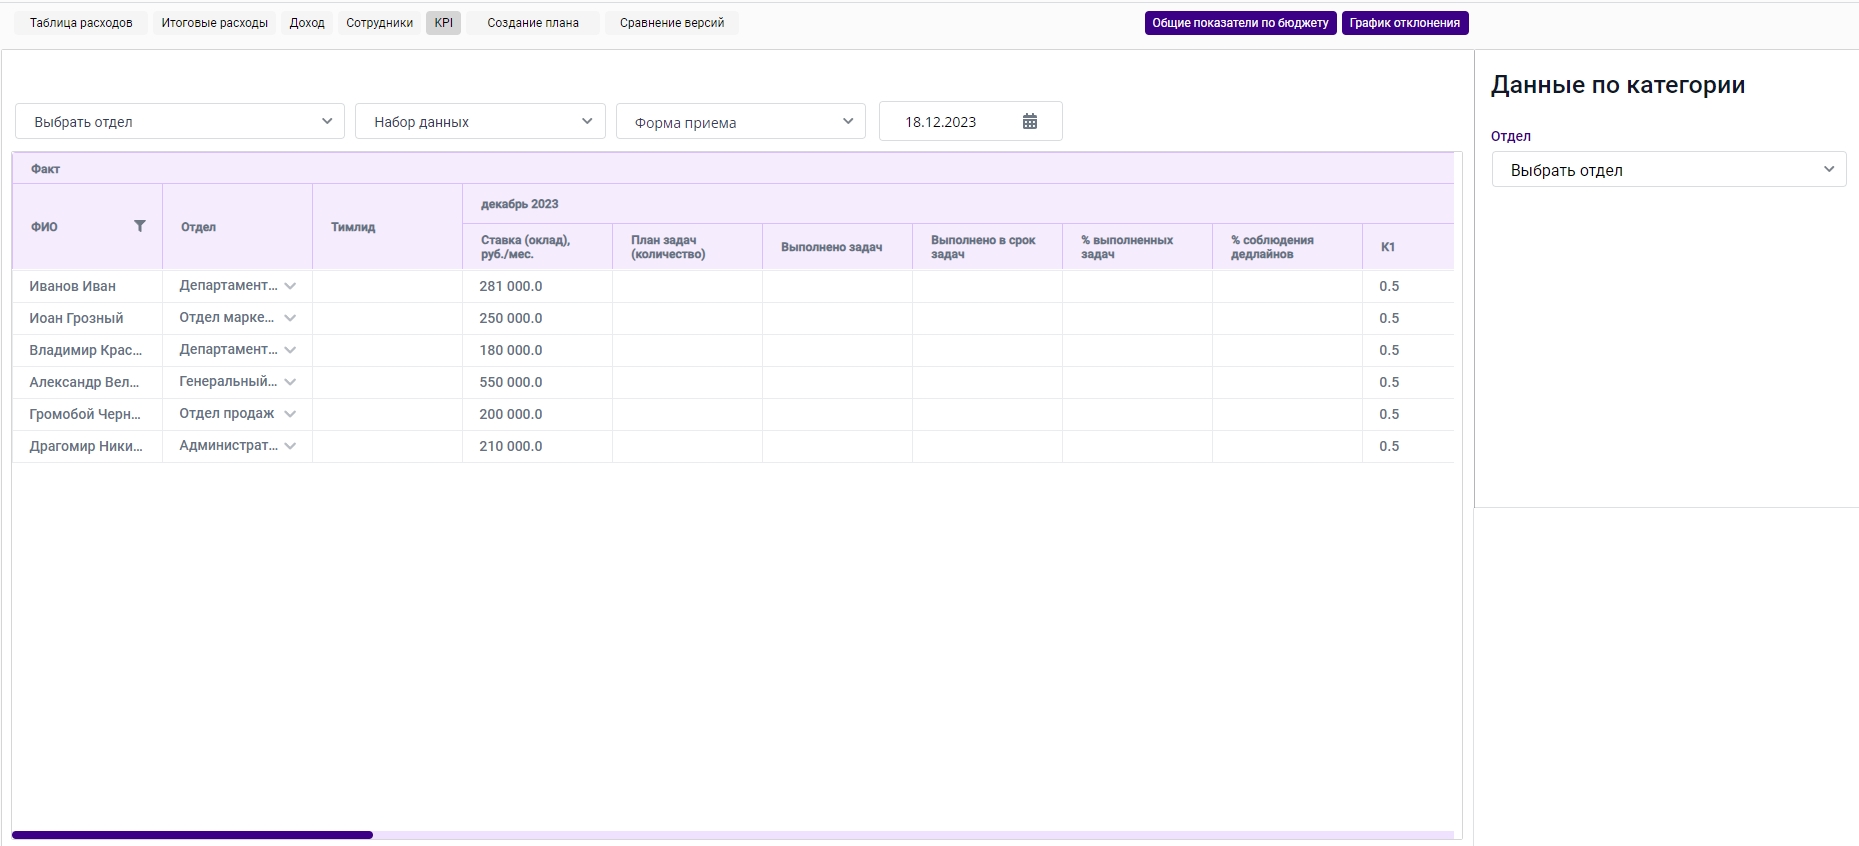 Таблица расходов Итоговые расходы Доход Сотрудники KPI Создание плана Сравнение версий Общие показатели по бюджету График отклонения
Данные по категории
Выбрать отдел Набор данных Форма приема 18.12.2023
Отдел
Выбрать отдел
Факт
декабрь 2023
ФИО Отдел Тимлид
Ставка (оклад), руб./мес. План задач (количество) Выполнено задач Выполнено в срок задач % выполненных задач % соблюдения дедлайнов К1
Иванов Иван Департамент... 281 000.0 0.5
Иоан Грозный Отдел марке... 250 000.0 0.5
Владимир Крас... Департамент... 180 000.0 0.5
Александр Вел... Генеральный... 550 000.0 0.5
Громобой Черн... Отдел продаж 200 000.0 0.5
Драгомир Ники... Администрат... 210 000.0 0.5